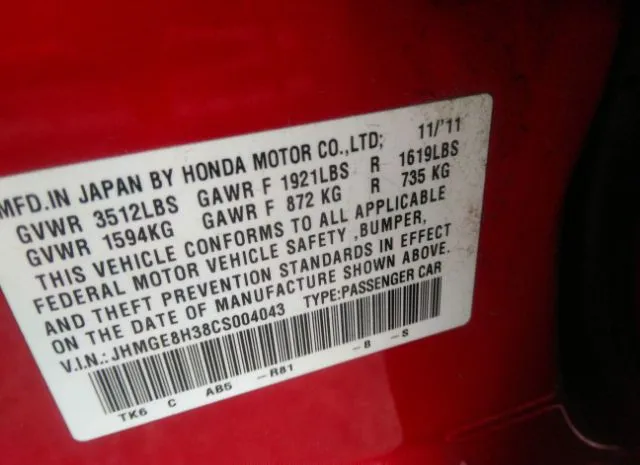 MFD.IN JAPAN BY HONDA MOTOR CO.,LTD; 11/'11
GVWR 3512LBS GAWR F 1921LBS R 1619LBS
GVWR 1594KG GAWR F 872 KG R 735 KG
THIS VEHICLE CONFORMS TO ALL APPLICABLE
FEDERAL MOTOR VEHICLE SAFETY ,BUMPER,
AND THEFT PREVENTION STANDARDS IN EFFECT
ON THE DATE OF MANUFACTURE SHOWN ABOVE.
V.I.N.: JHMGE8H38CS004043 TYPE:PASSENGER CAR
TK6 C AB5 -R81 -B -S